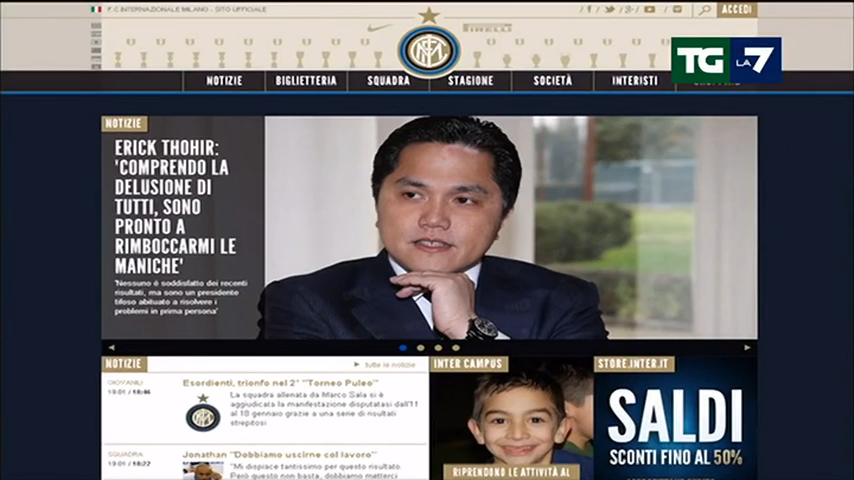 F.C. INTERNAZIONALE MILANO - SITO UFFICIALE
ACCEDI
PIRELLI
TG LA 7
NOTIZIE
BIGLIETTERIA
SQUADRA
STAGIONE
SOCIETÀ
INTERISTI
NOTIZIE
ERICK THOHIR:
'COMPRENDO LA
DELUSIONE DI
TUTTI, SONO
PRONTO A
RIMBOCCARMI LE
MANICHE'
'Nessuno è soddisfatto dei recenti
risultati, ma sono un presidente
tifoso abituato a risolvere i
problemi in prima persona'
NOTIZIE
tutte le notizie
GIOVANILI
19.01 / 18:46
Esordienti, trionfo nel 2° "Torneo Puleo"
La squadra allenata da Marco Sala si è
aggiudicata la manifestazione disputatasi dall'11
al 18 gennaio grazie a una serie di risultati
strepitosi
SQUADRA
19.01 / 18:22
Jonathan "Dobbiamo uscirne col lavoro"
"Mi dispiace tantissimo per questo risultato.
Però questo non basta, dobbiamo metterci
INTER CAMPUS
RIPRENDONO LE ATTIVITÀ AL
STORE.INTER.IT
SALDI
SCONTI FINO AL 50%